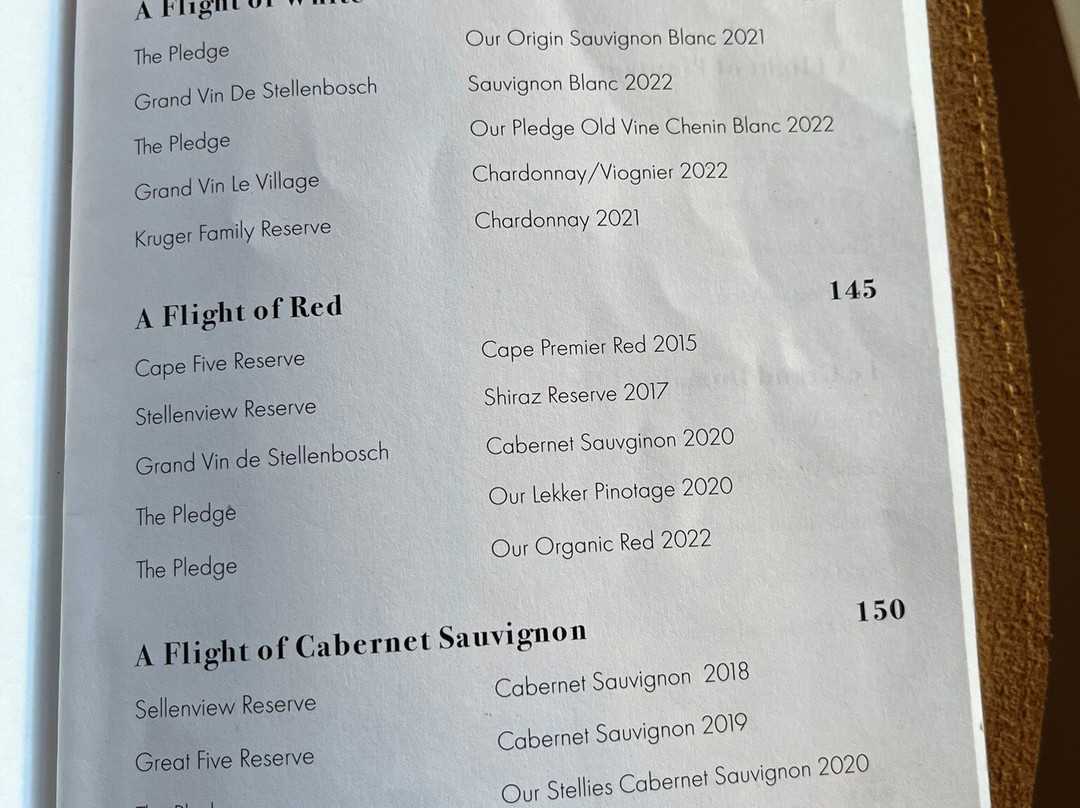 A Flight of White
The Pledge Our Origin Sauvignon Blanc 2021
Grand Vin De Stellenbosch Sauvignon Blanc 2022
The Pledge Our Pledge Old Vine Chenin Blanc 2022
Grand Vin Le Village Chardonnay/Viognier 2022
Kruger Family Reserve Chardonnay 2021
A Flight of Red 145
Cape Five Reserve Cape Premier Red 2015
Stellenview Reserve Shiraz Reserve 2017
Grand Vin de Stellenbosch Cabernet Sauvginon 2020
The Pledge Our Lekker Pinotage 2020
The Pledge Our Organic Red 2022
A Flight of Cabernet Sauvignon 150
Sellenview Reserve Cabernet Sauvignon 2018
Great Five Reserve Cabernet Sauvignon 2019
Our Stellies Cabernet Sauvignon 2020